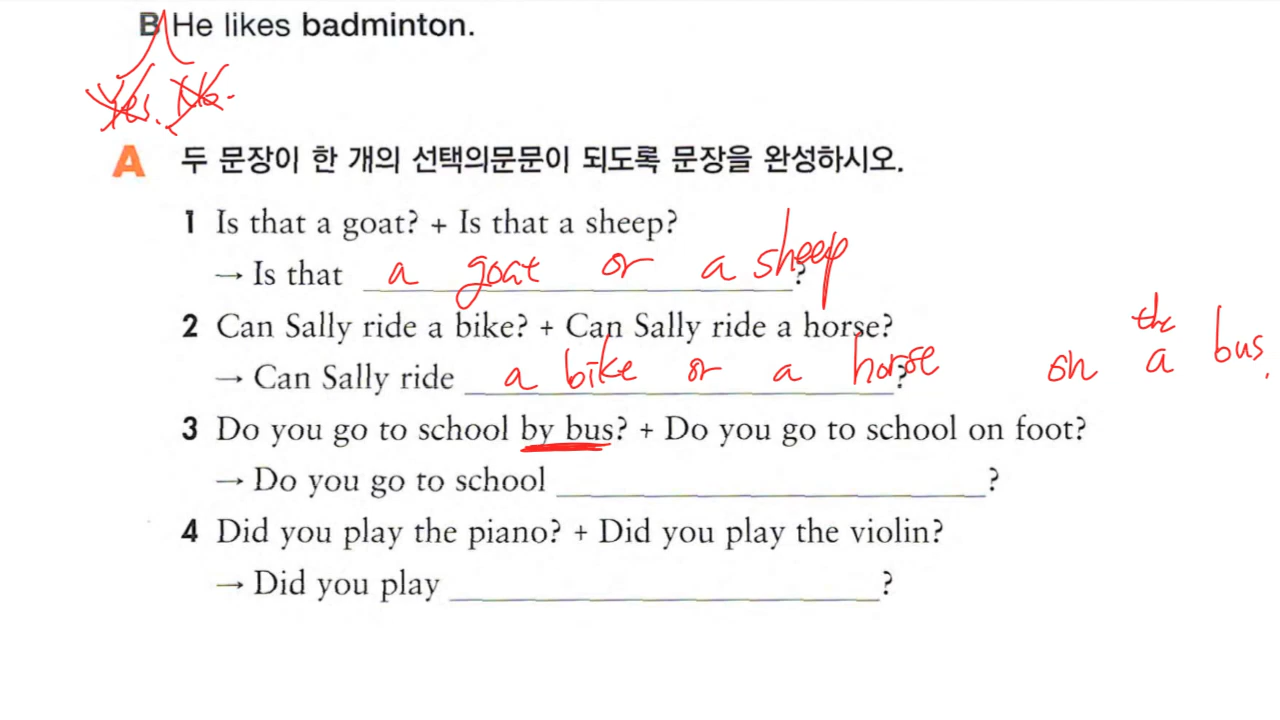 B He likes badminton.
Yes. No.
A 두 문장이 한 개의 선택의문문이 되도록 문장을 완성하시오.
1 Is that a goat? + Is that a sheep?
→ Is that a goat or a sheep?
2 Can Sally ride a bike? + Can Sally ride a horse?
the
→ Can Sally ride a bike or a horse? on a bus.
3 Do you go to school by bus? + Do you go to school on foot?
→ Do you go to school ?
4 Did you play the piano? + Did you play the violin?
→ Did you play ?